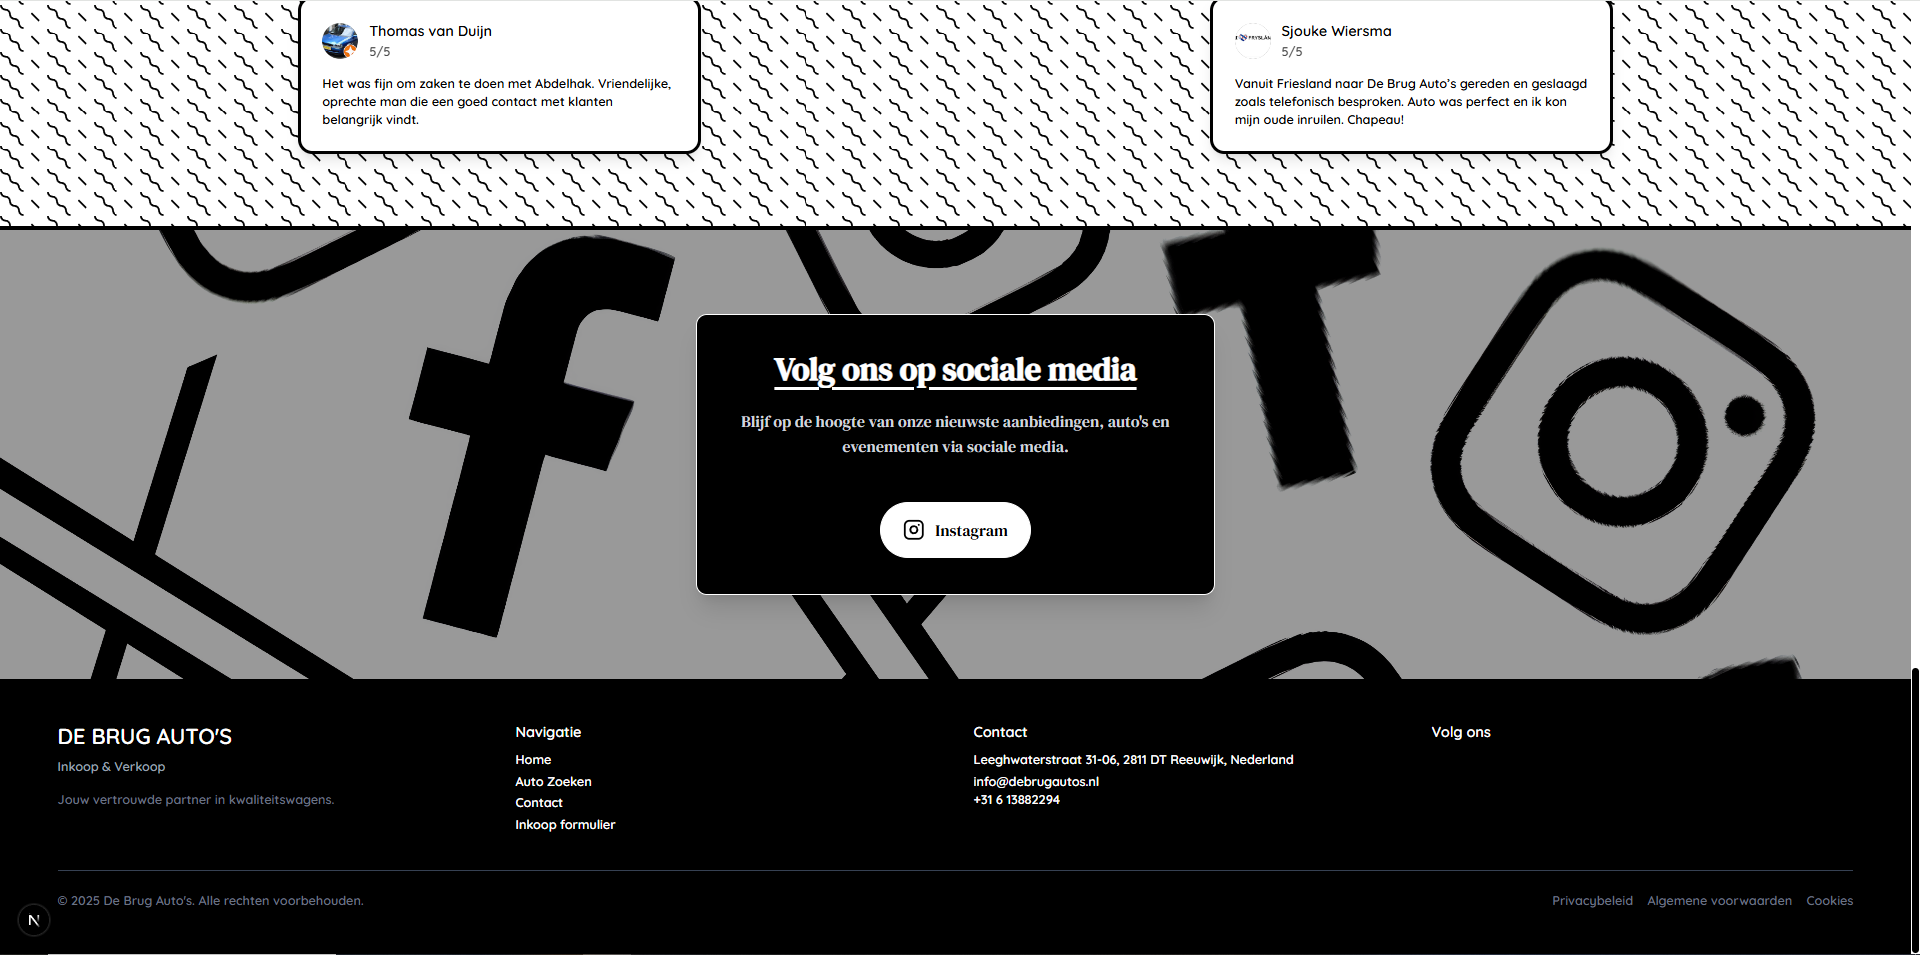 Thomas van Duijn
5/5
Het was fijn om zaken te doen met Abdelhak. Vriendelijke,
oprechte man die een goed contact met klanten
belangrijk vindt.
Sjouke Wiersma
5/5
Vanuit Friesland naar De Brug Auto's gereden en geslaagd
zoals telefonisch besproken. Auto was perfect en ik kon
mijn oude inruilen. Chapeau!
Volg ons op sociale media
Blijf op de hoogte van onze nieuwste aanbiedingen, auto's en
evenementen via sociale media.
Instagram
DE BRUG AUTO'S
Inkoop & Verkoop
Jouw vertrouwde partner in kwaliteitswagens.
Navigatie
Home
Auto Zoeken
Contact
Inkoop formulier
Contact
Leeghwaterstraat 31-06, 2811 DT Reeuwijk, Nederland
info@debrugautos.nl
+31 6 13882294
Volg ons
© 2025 De Brug Auto's. Alle rechten voorbehouden.
Privacybeleid Algemene voorwaarden Cookies
N